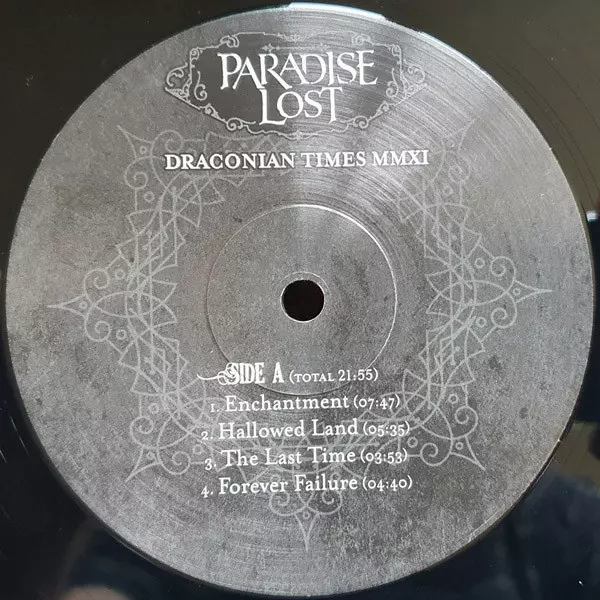 PARADISE
LOST
DRACONIAN TIMES MMXI
SIDE A (TOTAL 21:55)
1. Enchantment (07:47)
2. Hallowed Land (05:35)
3. The Last Time (03:53)
4. Forever Failure (04:40)